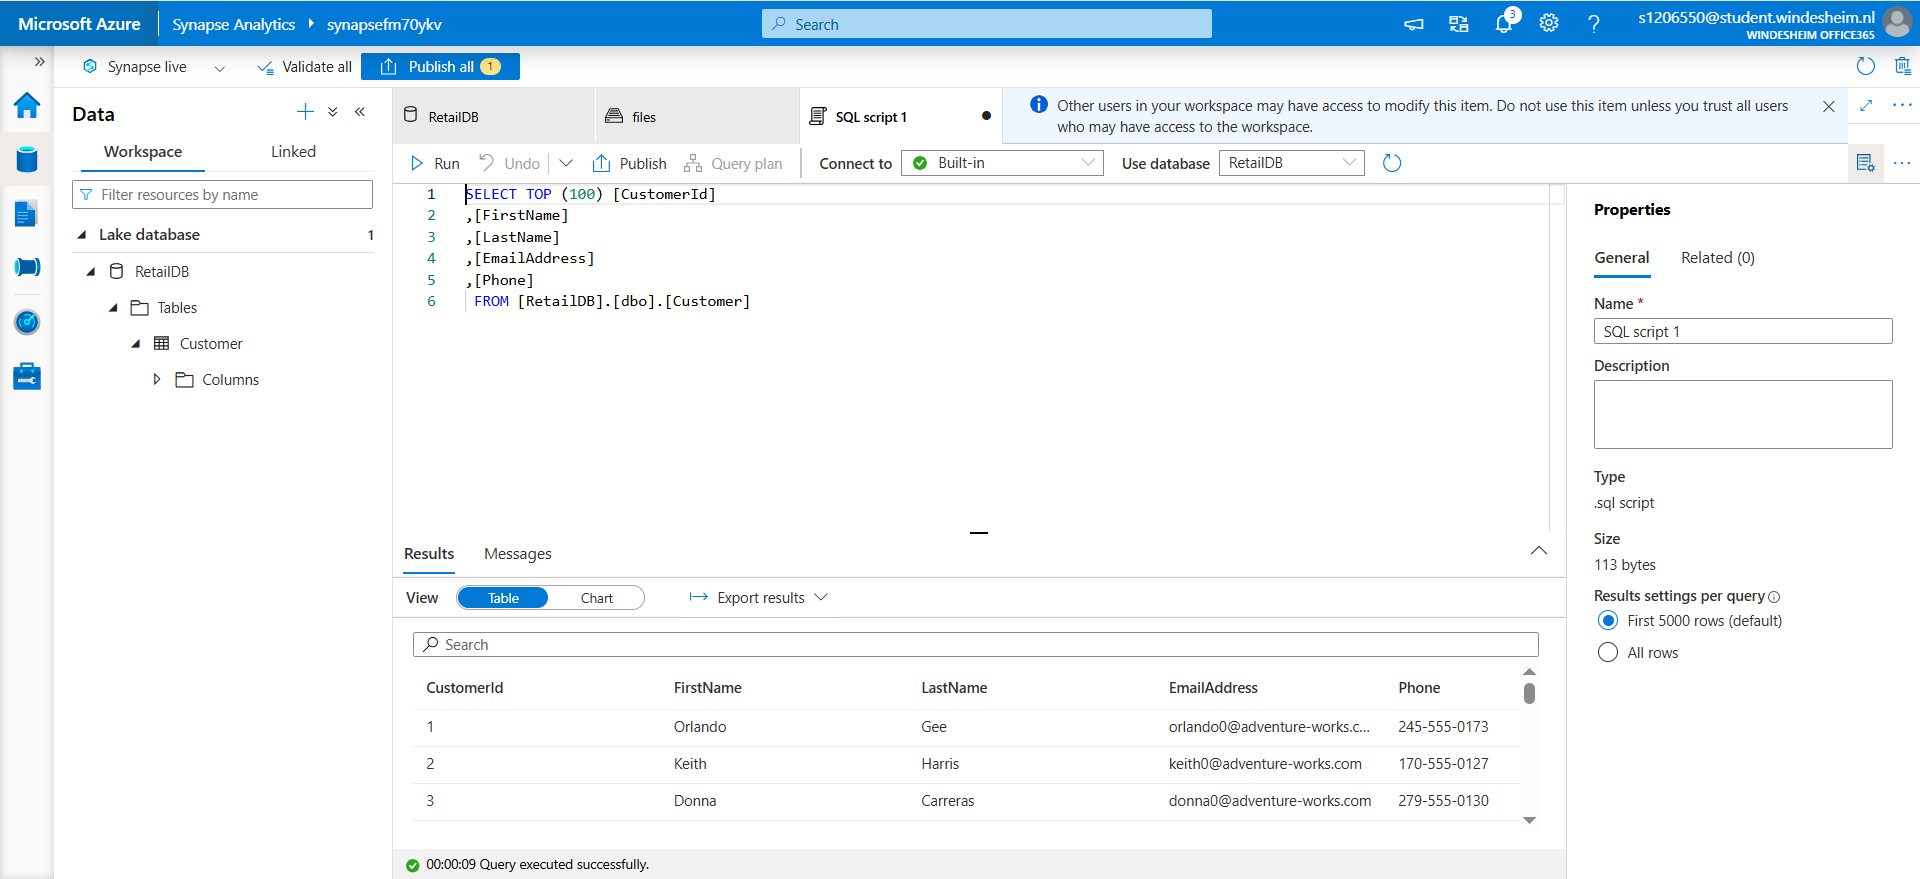 Microsoft Azure
Synapse Analytics
synapsefm70ykv
Search
3
s1206550@student.windesheim.nl
WINDESHEIM OFFICE365
Synapse live
Validate all
Publish all 1
Data
Workspace
Linked
Filter resources by name
Lake database 1
RetailDB
Tables
Customer
Columns
RetailDB
files
SQL script 1
Other users in your workspace may have access to modify this item. Do not use this item unless you trust all users
who may have access to the workspace.
Run
Undo
Publish
Query plan
Connect to
Built-in
Use database
RetailDB
1 SELECT TOP (100) [CustomerId]
2 ,[FirstName]
3 ,[LastName]
4 ,[EmailAddress]
5 ,[Phone]
6 FROM [RetailDB].[dbo].[Customer]
Results
Messages
View
Table
Chart
Export results
Search
CustomerId FirstName LastName EmailAddress Phone
1 Orlando Gee orlando0@adventure-works.c... 245-555-0173
2 Keith Harris keith0@adventure-works.com 170-555-0127
3 Donna Carreras donna0@adventure-works.com 279-555-0130
00:00:09 Query executed successfully.
Properties
General
Related (0)
Name *
SQL script 1
Description
Type
.sql script
Size
113 bytes
Results settings per query
First 5000 rows (default)
All rows